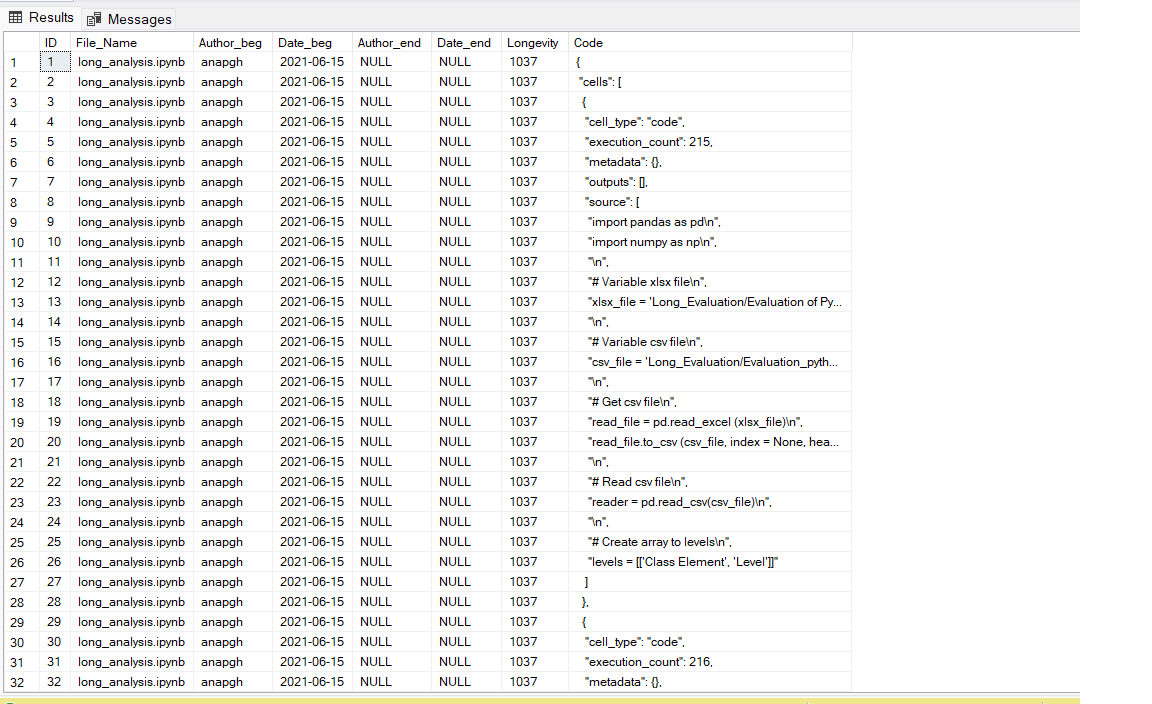 Results Messages
ID File_Name Author_beg Date_beg Author_end Date_end Longevity Code
1 1 long_analysis.ipynb anapgh 2021-06-15 NULL NULL 1037 {
2 2 long_analysis.ipynb anapgh 2021-06-15 NULL NULL 1037 "cells": [
3 3 long_analysis.ipynb anapgh 2021-06-15 NULL NULL 1037 {
4 4 long_analysis.ipynb anapgh 2021-06-15 NULL NULL 1037 "cell_type": "code",
5 5 long_analysis.ipynb anapgh 2021-06-15 NULL NULL 1037 "execution_count": 215,
6 6 long_analysis.ipynb anapgh 2021-06-15 NULL NULL 1037 "metadata": {},
7 7 long_analysis.ipynb anapgh 2021-06-15 NULL NULL 1037 "outputs": [],
8 8 long_analysis.ipynb anapgh 2021-06-15 NULL NULL 1037 "source": [
9 9 long_analysis.ipynb anapgh 2021-06-15 NULL NULL 1037 "import pandas as pd\n",
10 10 long_analysis.ipynb anapgh 2021-06-15 NULL NULL 1037 "import numpy as np\n",
11 11 long_analysis.ipynb anapgh 2021-06-15 NULL NULL 1037 "\n",
12 12 long_analysis.ipynb anapgh 2021-06-15 NULL NULL 1037 "# Variable xlsx file\n",
13 13 long_analysis.ipynb anapgh 2021-06-15 NULL NULL 1037 "xlsx_file = 'Long_Evaluation/Evaluation of Py...
14 14 long_analysis.ipynb anapgh 2021-06-15 NULL NULL 1037 "\n",
15 15 long_analysis.ipynb anapgh 2021-06-15 NULL NULL 1037 "# Variable csv file\n",
16 16 long_analysis.ipynb anapgh 2021-06-15 NULL NULL 1037 "csv_file = 'Long_Evaluation/Evaluation_pyth...
17 17 long_analysis.ipynb anapgh 2021-06-15 NULL NULL 1037 "\n",
18 18 long_analysis.ipynb anapgh 2021-06-15 NULL NULL 1037 "# Get csv file\n",
19 19 long_analysis.ipynb anapgh 2021-06-15 NULL NULL 1037 "read_file = pd.read_excel (xlsx_file)\n",
20 20 long_analysis.ipynb anapgh 2021-06-15 NULL NULL 1037 "read_file.to_csv (csv_file, index = None, hea...
21 21 long_analysis.ipynb anapgh 2021-06-15 NULL NULL 1037 "\n",
22 22 long_analysis.ipynb anapgh 2021-06-15 NULL NULL 1037 "# Read csv file\n",
23 23 long_analysis.ipynb anapgh 2021-06-15 NULL NULL 1037 "reader = pd.read_csv(csv_file)\n",
24 24 long_analysis.ipynb anapgh 2021-06-15 NULL NULL 1037 "\n",
25 25 long_analysis.ipynb anapgh 2021-06-15 NULL NULL 1037 "# Create array to levels\n",
26 26 long_analysis.ipynb anapgh 2021-06-15 NULL NULL 1037 "levels = [['Class Element', 'Level']]"
27 27 long_analysis.ipynb anapgh 2021-06-15 NULL NULL 1037 ]
28 28 long_analysis.ipynb anapgh 2021-06-15 NULL NULL 1037 },
29 29 long_analysis.ipynb anapgh 2021-06-15 NULL NULL 1037 {
30 30 long_analysis.ipynb anapgh 2021-06-15 NULL NULL 1037 "cell_type": "code",
31 31 long_analysis.ipynb anapgh 2021-06-15 NULL NULL 1037 "execution_count": 216,
32 32 long_analysis.ipynb anapgh 2021-06-15 NULL NULL 1037 "metadata": {},